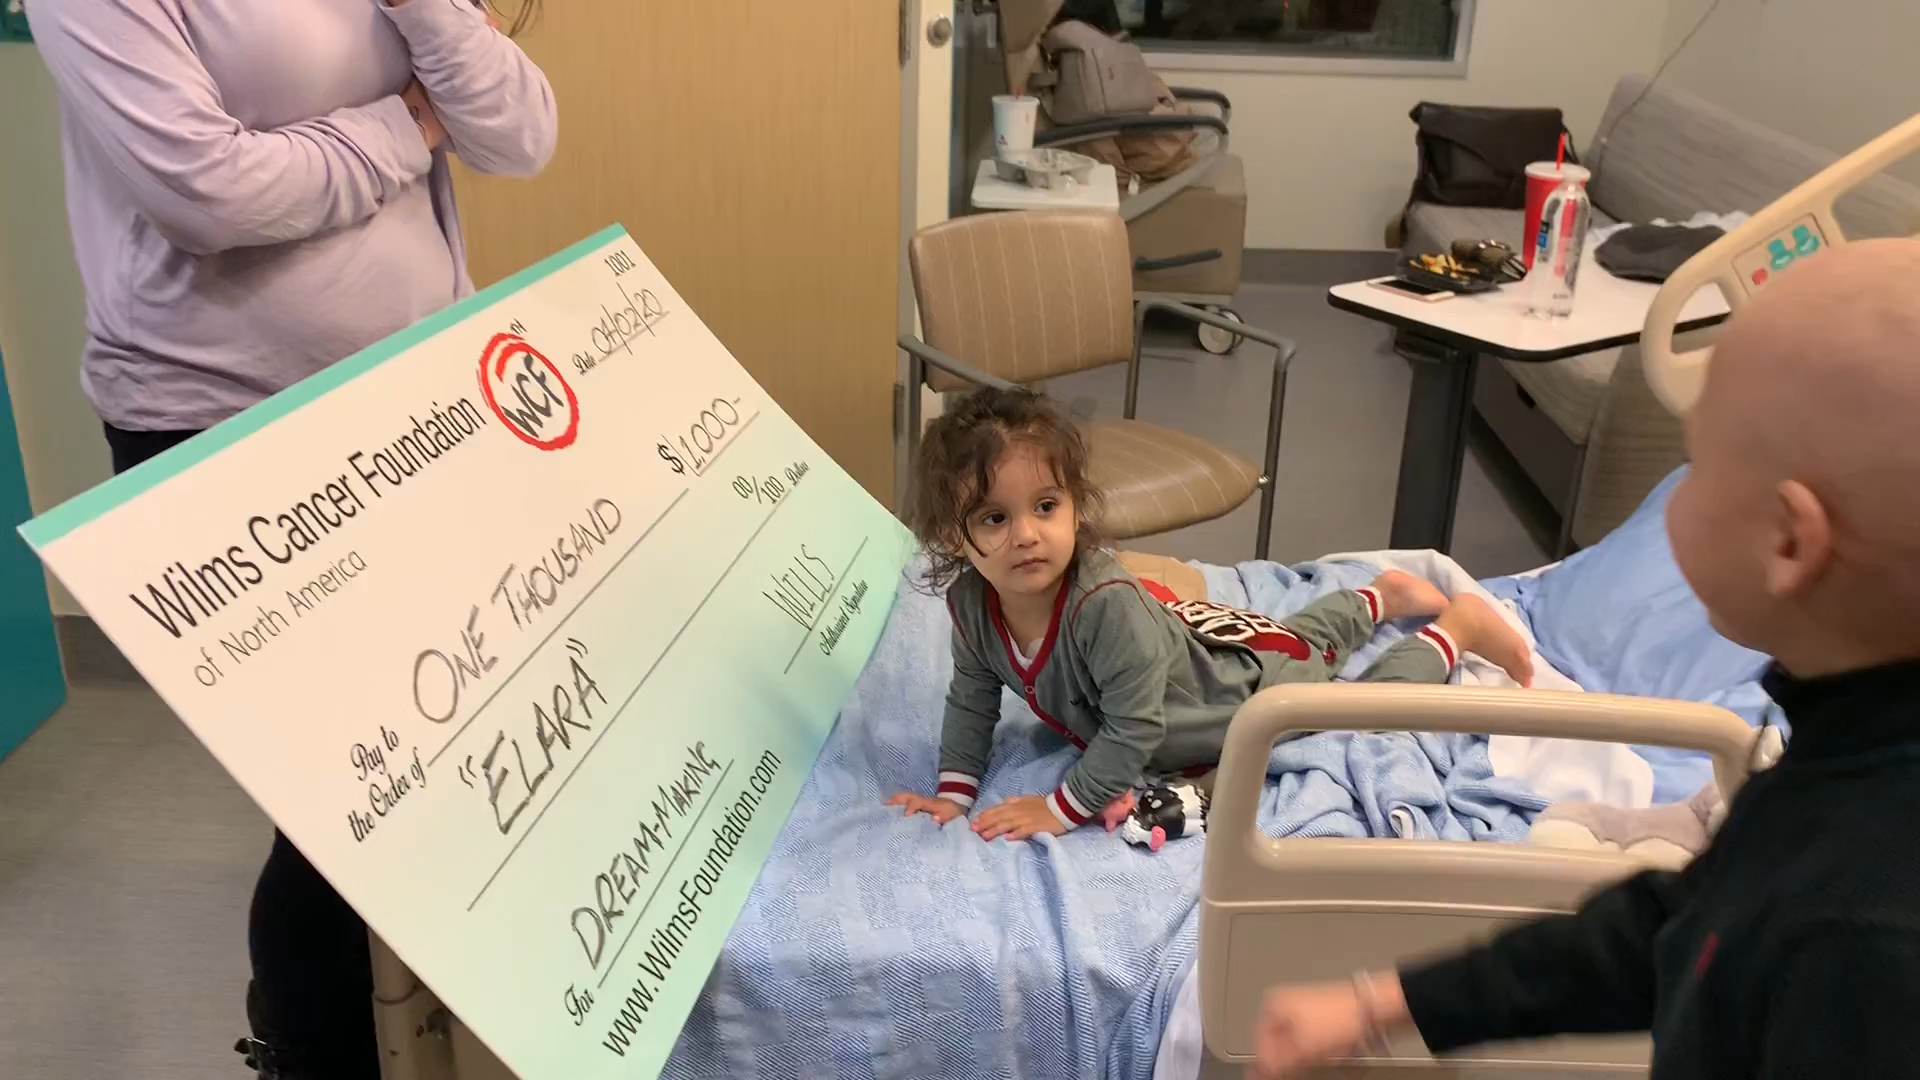 1001
Date 04/02/20
Wilms Cancer Foundation
of North America
WCF
$ 1,000-
Pay to
the Order of
ONE THOUSAND
00/100 Dollars
"ELARA"
WILLS
Authorized Signature
For DREAM-MAKING
www.WilmsFoundation.com